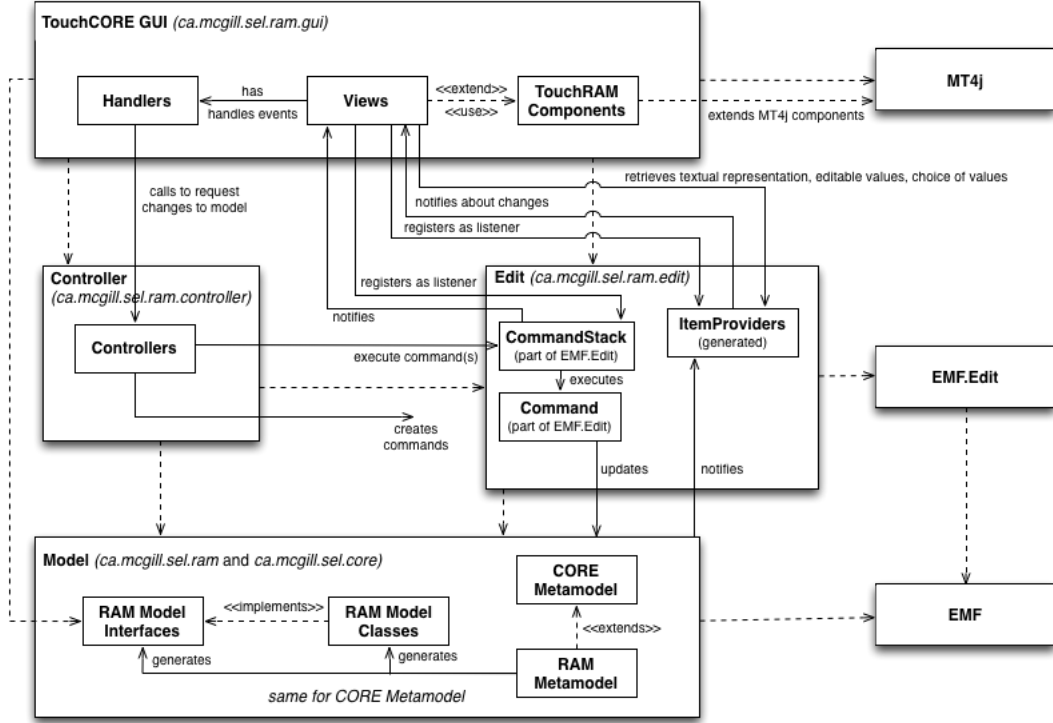 TouchCORE GUI (ca.mcgill.sel.ram.gui)
Handlers
has
handles events
Views
<<extend>>
<<use>>
TouchRAM
Components
extends MT4j components
MT4j
calls to request
changes to model
retrieves textual representation, editable values, choice of values
notifies about changes
registers as listener
Controller
(ca.mcgill.sel.ram.controller)
Controllers
registers as listener
notifies
execute command(s)
creates
commands
Edit (ca.mcgill.sel.ram.edit)
CommandStack
(part of EMF.Edit)
executes
Command
(part of EMF.Edit)
ItemProviders
(generated)
updates
notifies
EMF.Edit
Model (ca.mcgill.sel.ram and ca.mcgill.sel.core)
RAM Model
Interfaces
<<implements>>
RAM Model
Classes
CORE
Metamodel
<<extends>>
RAM
Metamodel
generates
generates
same for CORE Metamodel
EMF